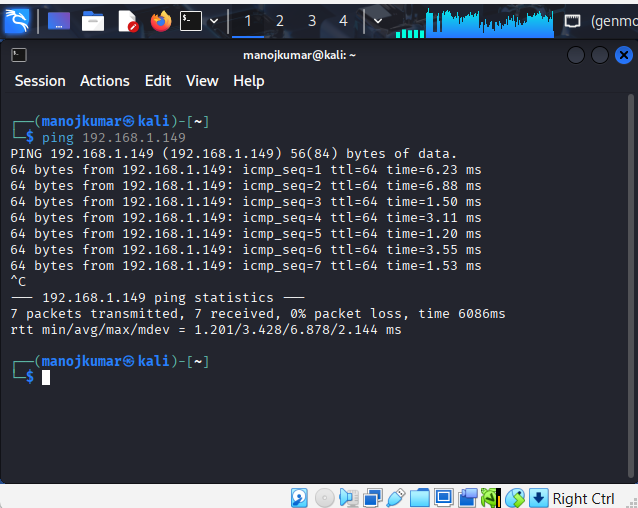 1 2 3 4 (genmo
manojkumar@kali: ~
Session Actions Edit View Help
┌──(manojkumar㉿kali)-[~]
└─$ ping 192.168.1.149
PING 192.168.1.149 (192.168.1.149) 56(84) bytes of data.
64 bytes from 192.168.1.149: icmp_seq=1 ttl=64 time=6.23 ms
64 bytes from 192.168.1.149: icmp_seq=2 ttl=64 time=6.88 ms
64 bytes from 192.168.1.149: icmp_seq=3 ttl=64 time=1.50 ms
64 bytes from 192.168.1.149: icmp_seq=4 ttl=64 time=3.11 ms
64 bytes from 192.168.1.149: icmp_seq=5 ttl=64 time=1.20 ms
64 bytes from 192.168.1.149: icmp_seq=6 ttl=64 time=3.55 ms
64 bytes from 192.168.1.149: icmp_seq=7 ttl=64 time=1.53 ms
^C
--- 192.168.1.149 ping statistics ---
7 packets transmitted, 7 received, 0% packet loss, time 6086ms
rtt min/avg/max/mdev = 1.201/3.428/6.878/2.144 ms
┌──(manojkumar㉿kali)-[~]
└─$
Right Ctrl